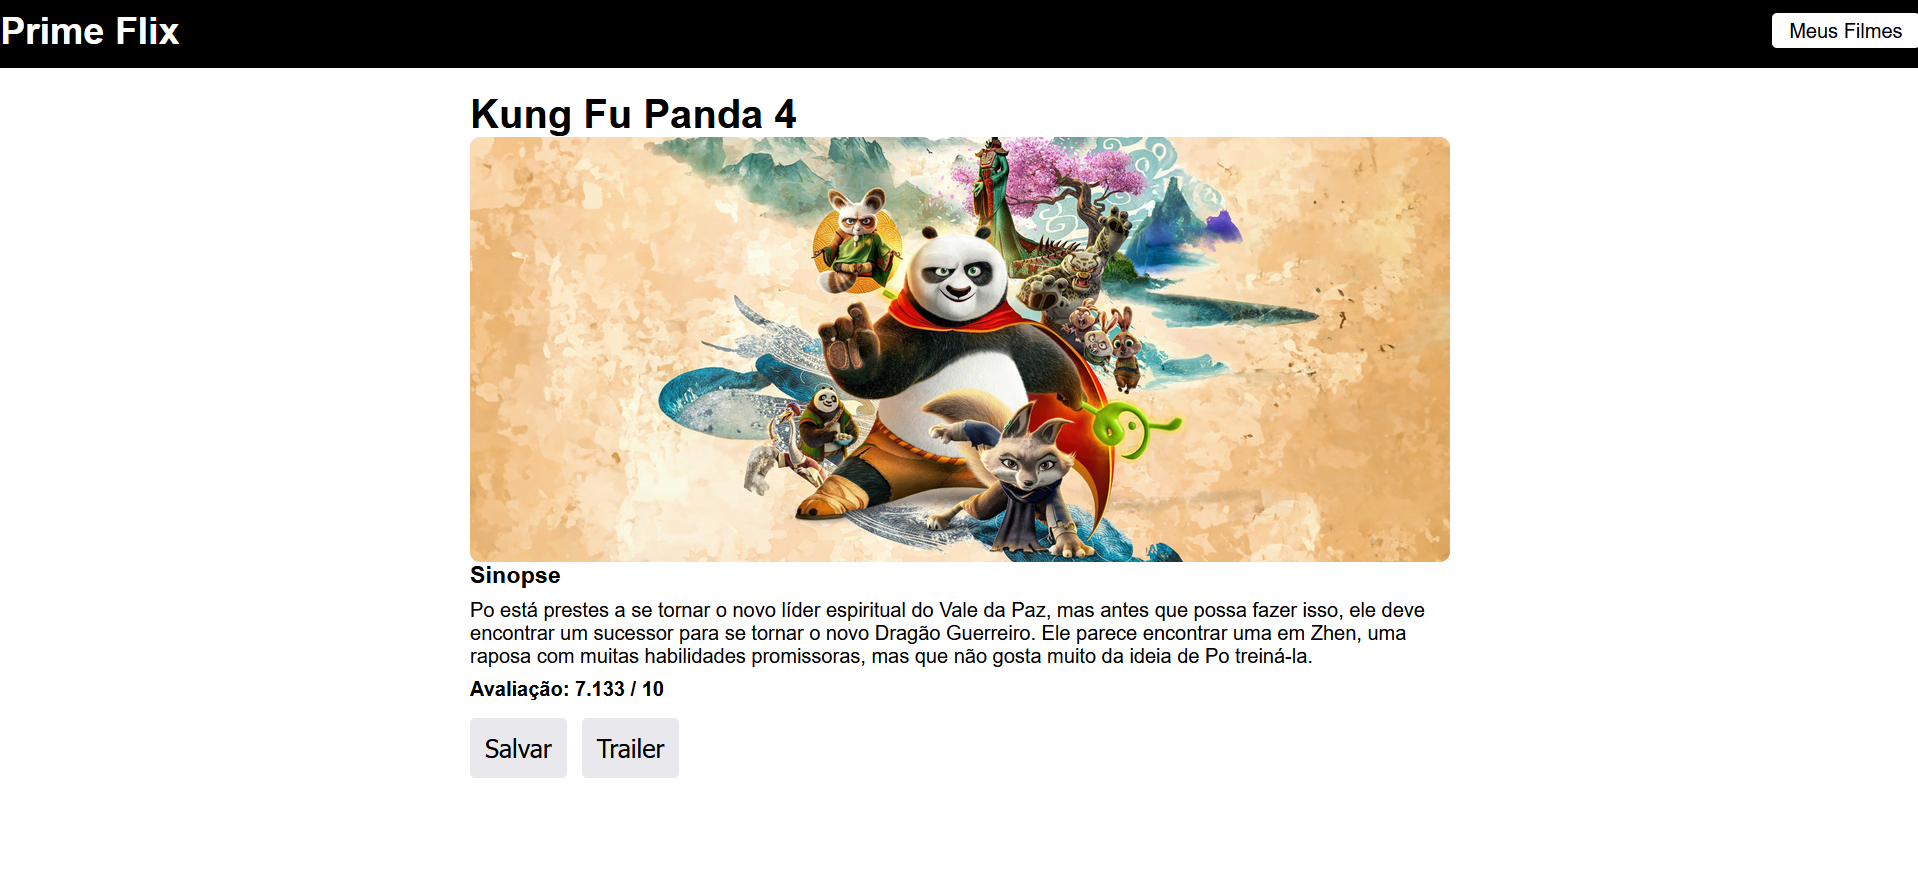 Prime Flix
Meus Filmes
Kung Fu Panda 4
Sinopse
Po está prestes a se tornar o novo líder espiritual do Vale da Paz, mas antes que possa fazer isso, ele deve
encontrar um sucessor para se tornar o novo Dragão Guerreiro. Ele parece encontrar uma em Zhen, uma
raposa com muitas habilidades promissoras, mas que não gosta muito da ideia de Po treiná-la.
Avaliação: 7.133 / 10
Salvar
Trailer